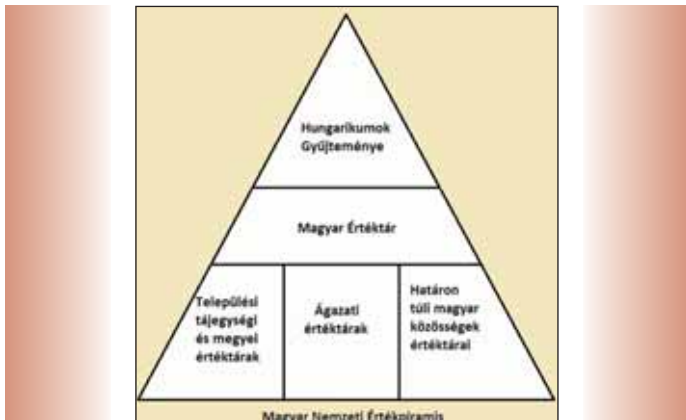 Hungarikumok
Gyűjteménye
Magyar Értéktár
Települési
tájegységi
és megyei
értéktárak
Ágazati
értéktárak
Határon
túli magyar
közösségek
értéktárai
Magyar Nemzeti Értékpiramis